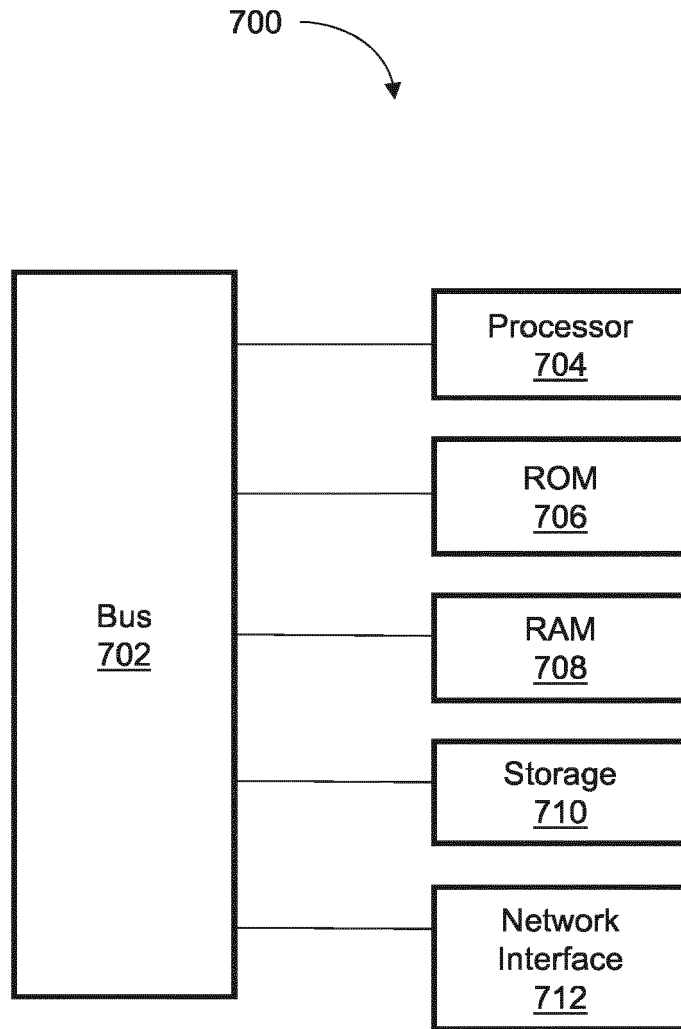 700
Processor
704
ROM
706
Bus
702
RAM
708
Storage
710
Network
Interface
712